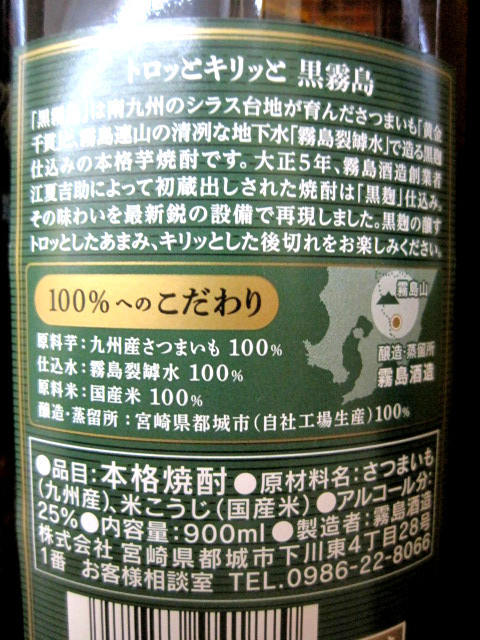 トロッとキリッと 黒霧島
「黒霧島」は南九州のシラス台地が育んださつまいも「黄金
千貫」と、霧島連山の清冽な地下水「霧島裂罅水」で造る黒麹
仕込みの本格芋焼酎です。大正5年、霧島酒造創業者
江夏吉助によって初蔵出しされた焼酎は「黒麹」仕込み。
その味わいを最新鋭の設備で再現しました。黒麹の醸す
トロッとしたあまみ、キリッとした後切れをお楽しみください。
100%へのこだわり
原料芋:九州産さつまいも 100%
仕込水:霧島裂罅水 100%
原料米:国産米 100%
醸造・蒸留所:宮崎県都城市(自社工場生産)100%
霧島山
醸造・蒸留所
霧島酒造
●品目:本格焼酎●原材料名:さつまいも
(九州産)、米こうじ(国産米)●アルコール分:
25%●内容量:900ml●製造者:霧島酒造
株式会社 宮崎県都城市下川東4丁目28号
1番 お客様相談室 TEL.0986-22-8066